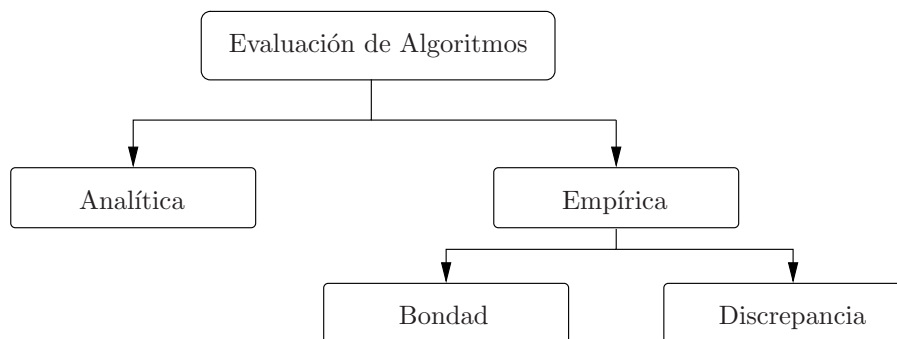 Evaluación de Algoritmos
Analítica
Empírica
Bondad
Discrepancia